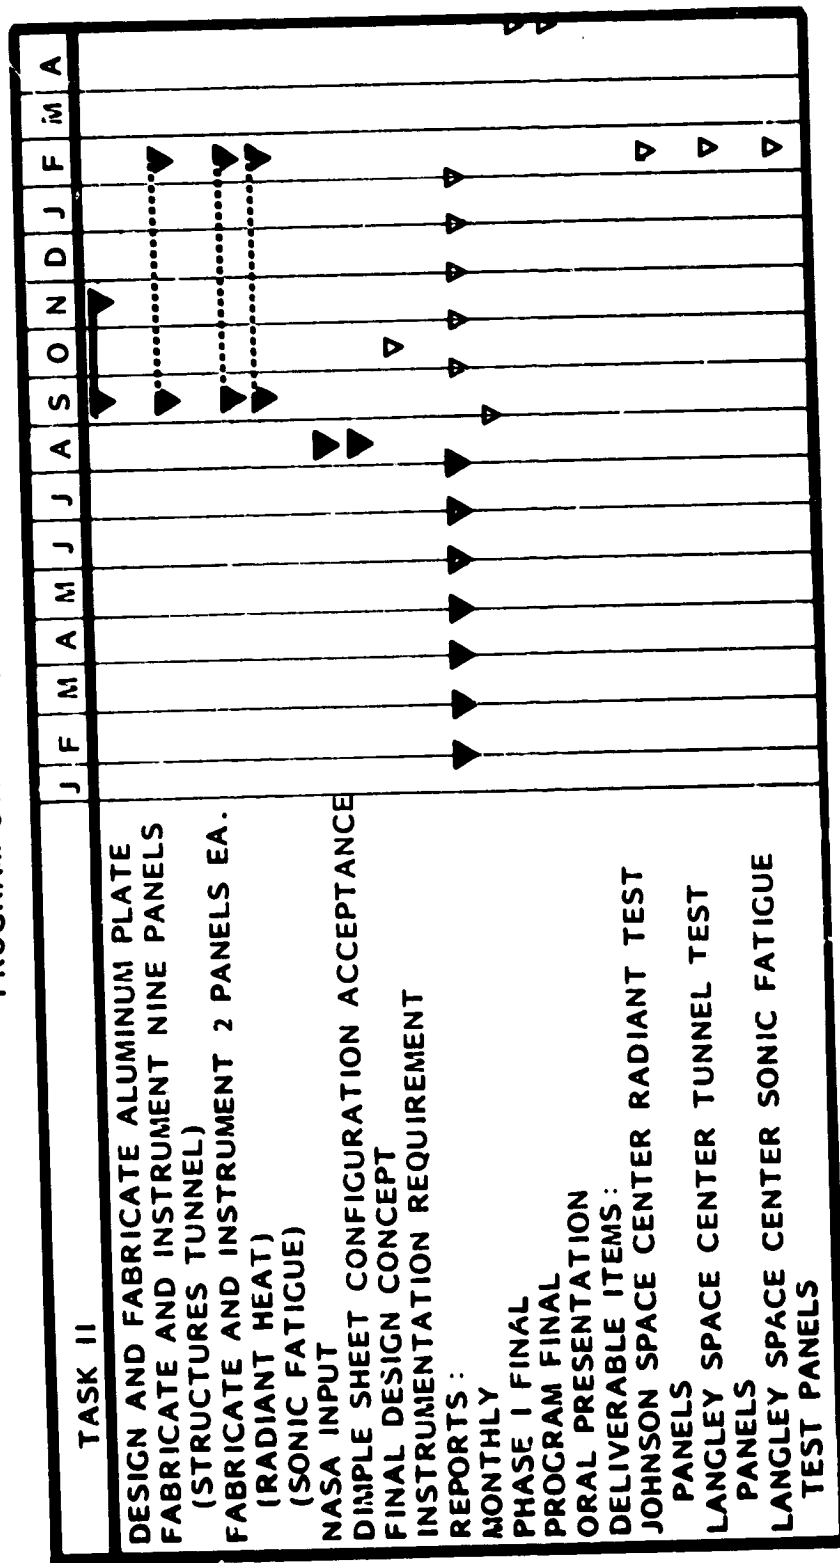 TASK II
J F M A M J J A S O N D J F M A
DESIGN AND FABRICATE ALUMINUM PLATE
FABRICATE AND INSTRUMENT NINE PANELS
(STRUCTURES TUNNEL)
FABRICATE AND INSTRUMENT 2 PANELS EA.
(RADIANT HEAT)
(SONIC FATIGUE)
NASA INPUT
DIMPLE SHEET CONFIGURATION ACCEPTANCE
FINAL DESIGN CONCEPT
INSTRUMENTATION REQUIREMENT
REPORTS:
MONTHLY
PHASE I FINAL
PROGRAM FINAL
ORAL PRESENTATION
DELIVERABLE ITEMS:
JOHNSON SPACE CENTER RADIANT TEST
PANELS
LANGLEY SPACE CENTER TUNNEL TEST
PANELS
LANGLEY SPACE CENTER SONIC FATIGUE
TEST PANELS